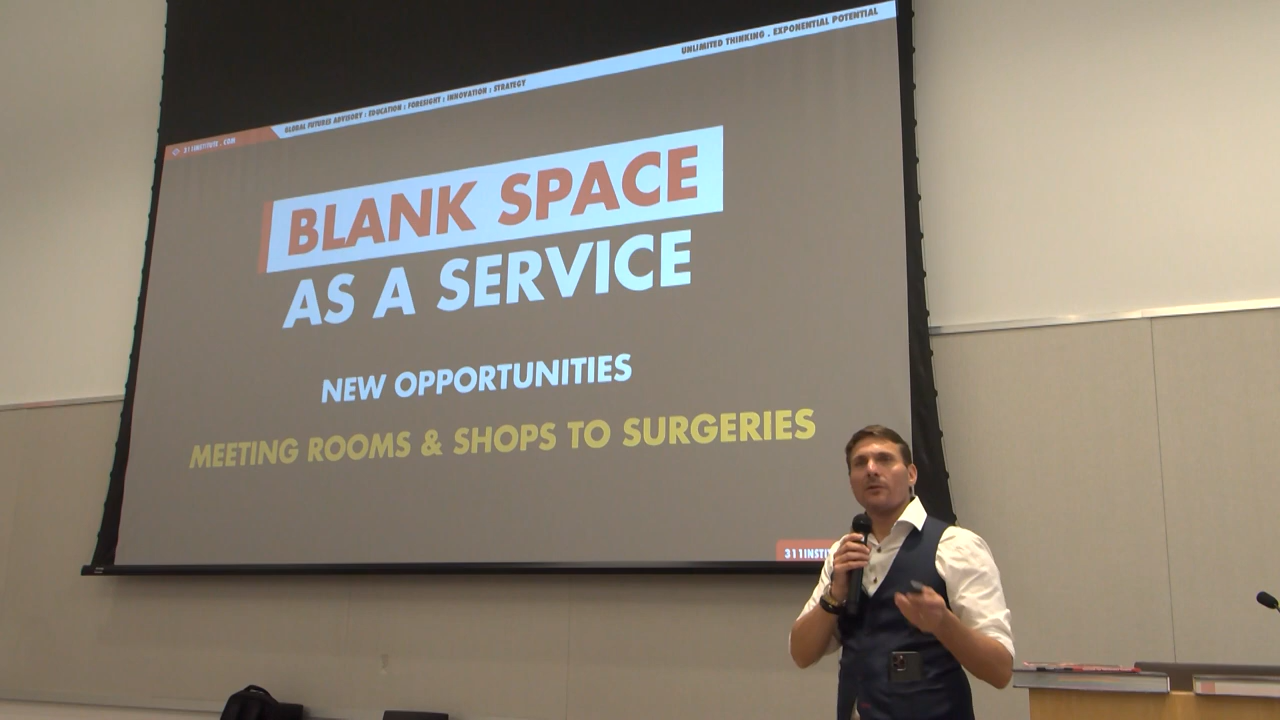 UNLIMITED THINKING . EXPONENTIAL POTENTIAL
GLOBAL FUTURES ADVISORY : EDUCATION : FORESIGHT : INNOVATION : STRATEGY
311INSTITUTE . COM
BLANK SPACE
AS A SERVICE
NEW OPPORTUNITIES
MEETING ROOMS & SHOPS TO SURGERIES
311INSTI